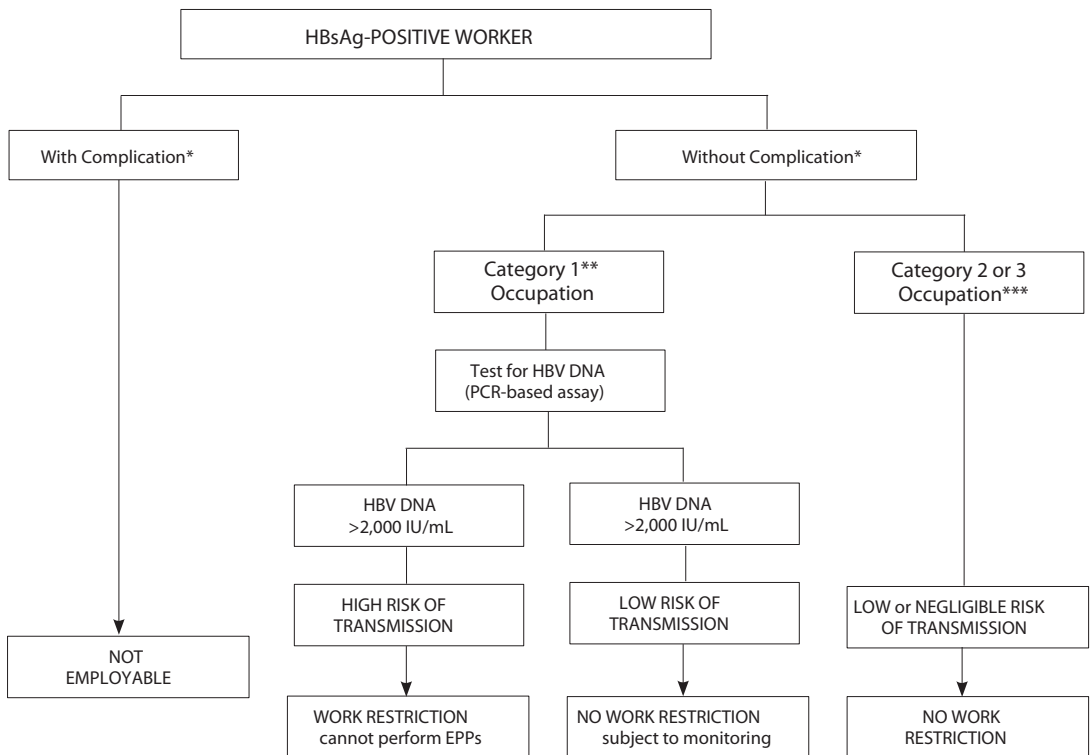 HBsAg-POSITIVE WORKER
With Complication*
Without Complication*
Category 1**
Occupation
Category 2 or 3
Occupation***
Test for HBV DNA
(PCR-based assay)
HBV DNA
>2,000 IU/mL
HBV DNA
>2,000 IU/mL
HIGH RISK OF
TRANSMISSION
LOW RISK OF
TRANSMISSION
LOW or NEGLIGIBLE RISK
OF TRANSMISSION
NOT
EMPLOYABLE
WORK RESTRICTION
cannot perform EPPs
NO WORK RESTRICTION
subject to monitoring
NO WORK
RESTRICTION